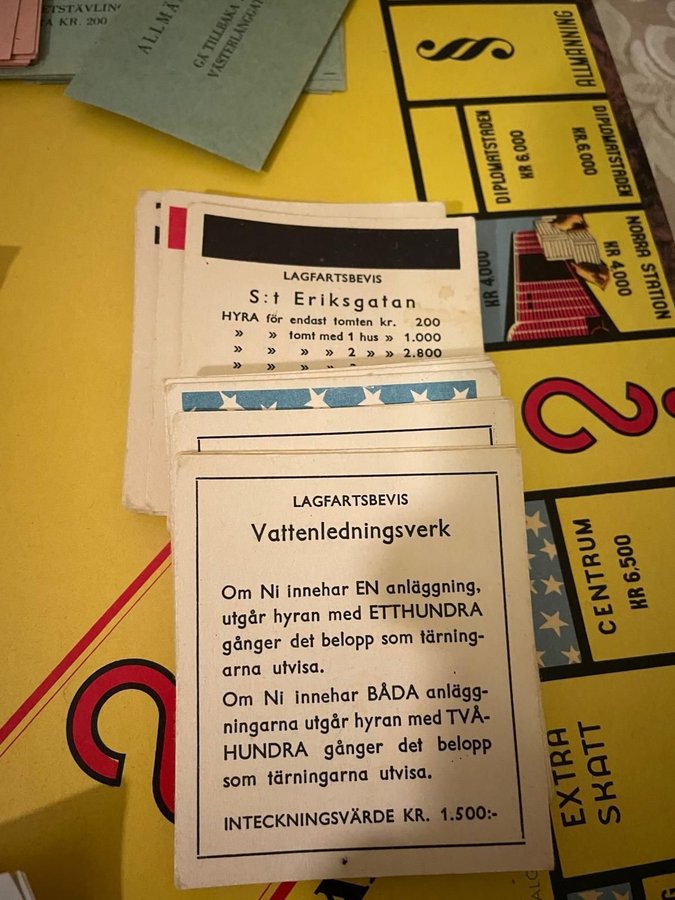 ETSTÄVLIN
KR. 200
ALLMÄ
GÅ TILLBAKA
VÄSTERLÅNGGAT
§
ALLMÄNNING
DIPLOMATSTADEN
KR 6,000
DIPLOMATSTADEN
KR. 6,000
KR 4,000
NORRA STATION
KR 4,000
LAGFARTSBEVIS
S:t Eriksgatan
HYRA för endast tomten kr. 200
» » tomt med 1 hus » 1.000
» » » » 2 » » 2.800
» » » »
?
CENTRUM
KR 6,500
EXTRA
SKATT
?
LAGFARTSBEVIS
Vattenledningsverk
Om Ni innehar EN anläggning,
utgår hyran med ETTHUNDRA
gånger det belopp som tärning-
arna utvisa.
Om Ni innehar BÅDA anlägg-
ningarna utgår hyran med TVÅ-
HUNDRA gånger det belopp
som tärningarna utvisa.
INTECKNINGSVÄRDE KR. 1.500:-